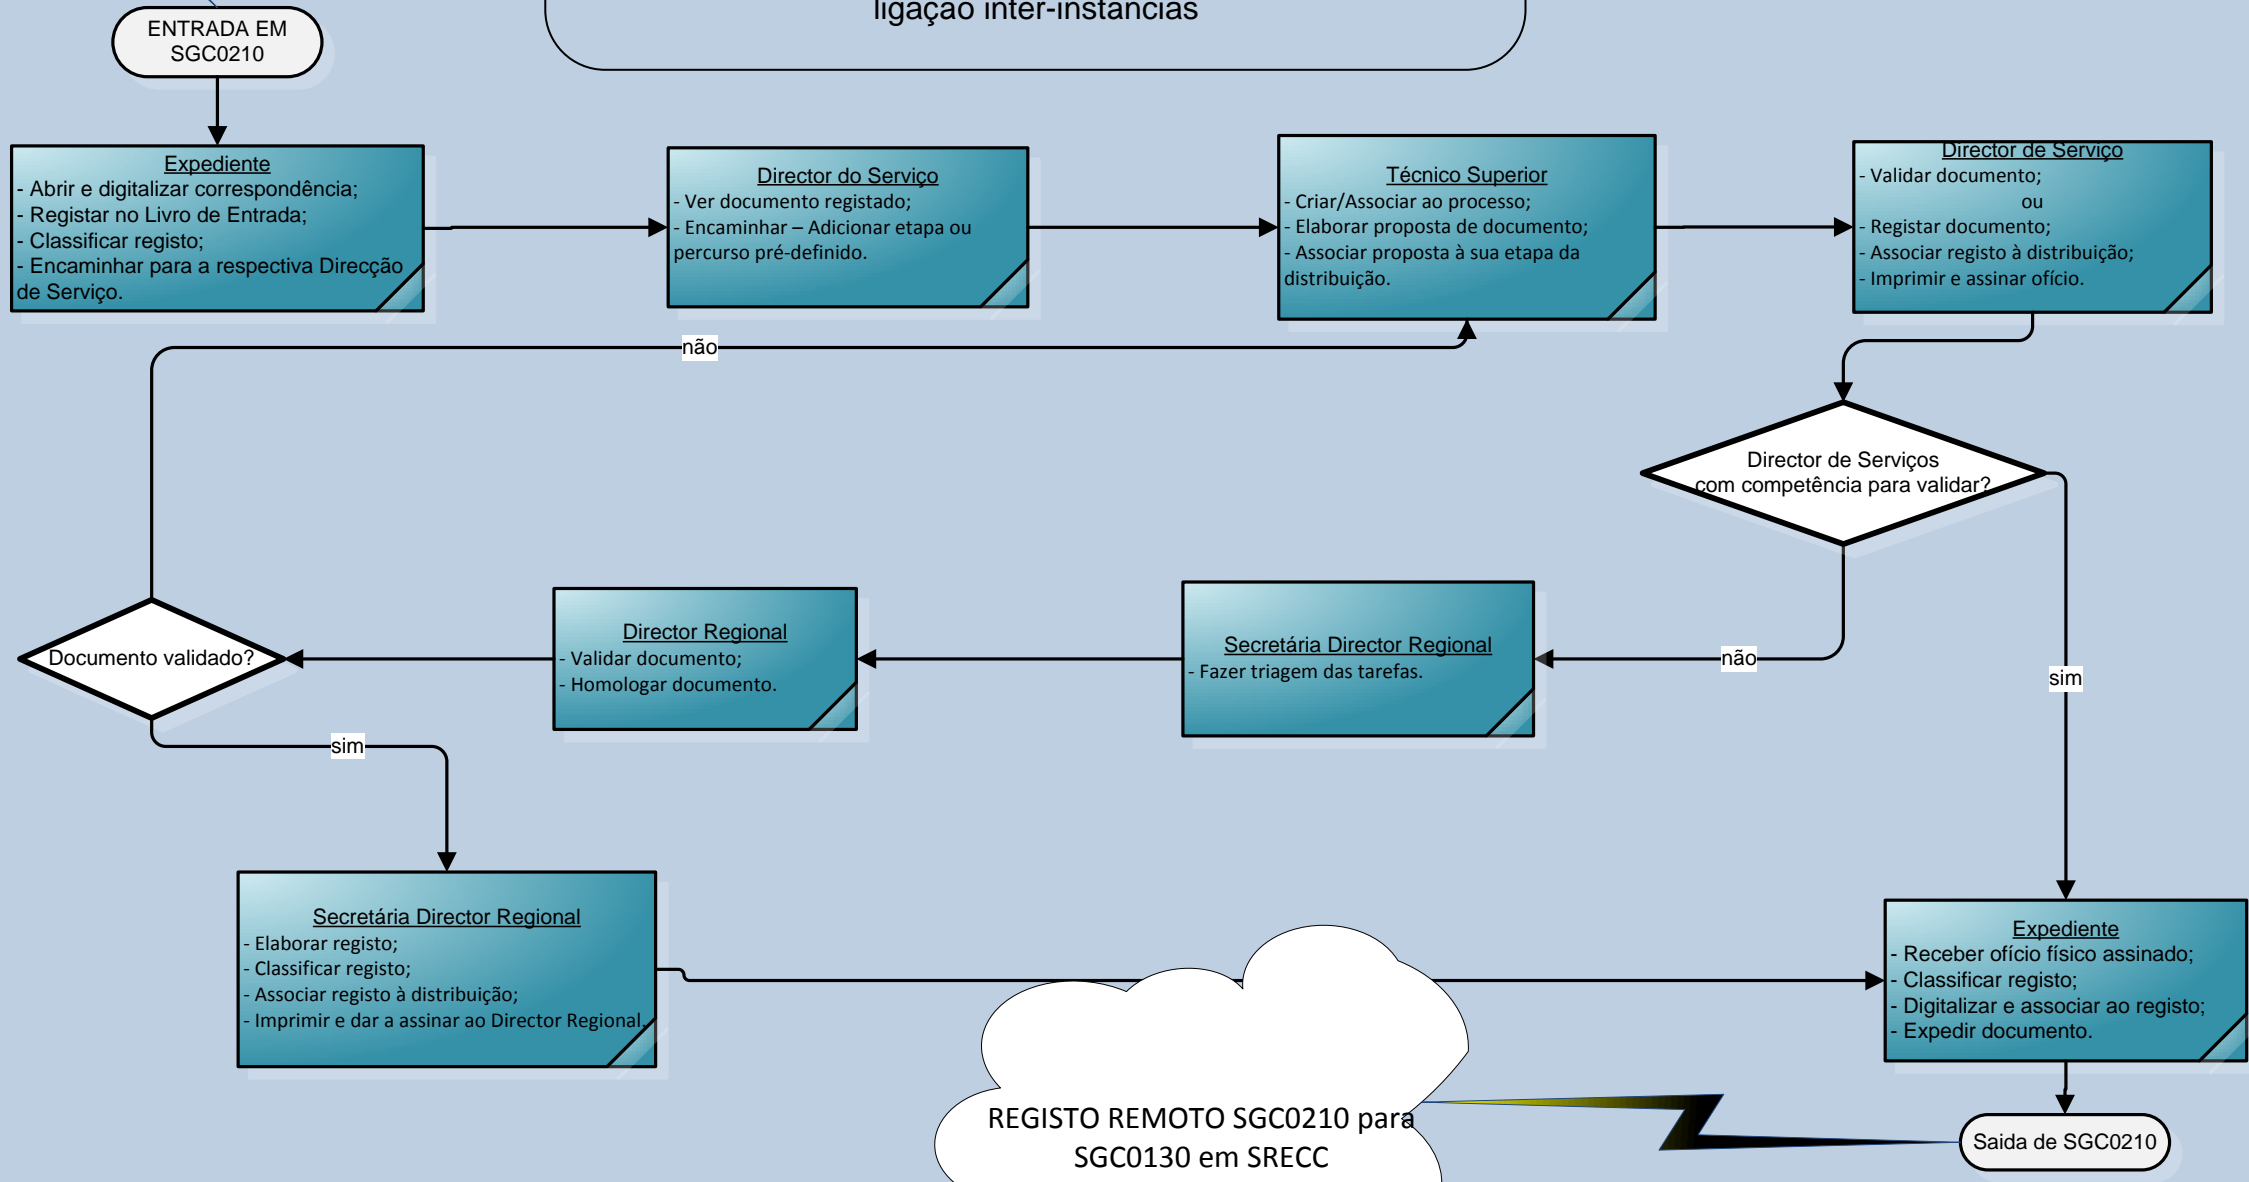 ligação inter-instancias
ENTRADA EM
SGC0210
Expediente
- Abrir e digitalizar correspondência;
- Registar no Livro de Entrada;
- Classificar registo;
- Encaminhar para a respectiva Direcção
de Serviço.
Director do Serviço
- Ver documento registado;
- Encaminhar – Adicionar etapa ou
percurso pré-definido.
Técnico Superior
- Criar/Associar ao processo;
- Elaborar proposta de documento;
- Associar proposta à sua etapa da
distribuição.
Director de Serviço
- Validar documento;
ou
- Registar documento;
- Associar registo à distribuição;
- Imprimir e assinar ofício.
não
Director de Serviços
com competência para validar?
Documento validado?
Director Regional
- Validar documento;
- Homologar documento.
Secretária Director Regional
- Fazer triagem das tarefas.
não
sim
sim
Secretária Director Regional
- Elaborar registo;
- Classificar registo;
- Associar registo à distribuição;
- Imprimir e dar a assinar ao Director Regional.
Expediente
- Receber ofício físico assinado;
- Classificar registo;
- Digitalizar e associar ao registo;
- Expedir documento.
REGISTO REMOTO SGC0210 para
SGC0130 em SRECC
Saida de SGC0210